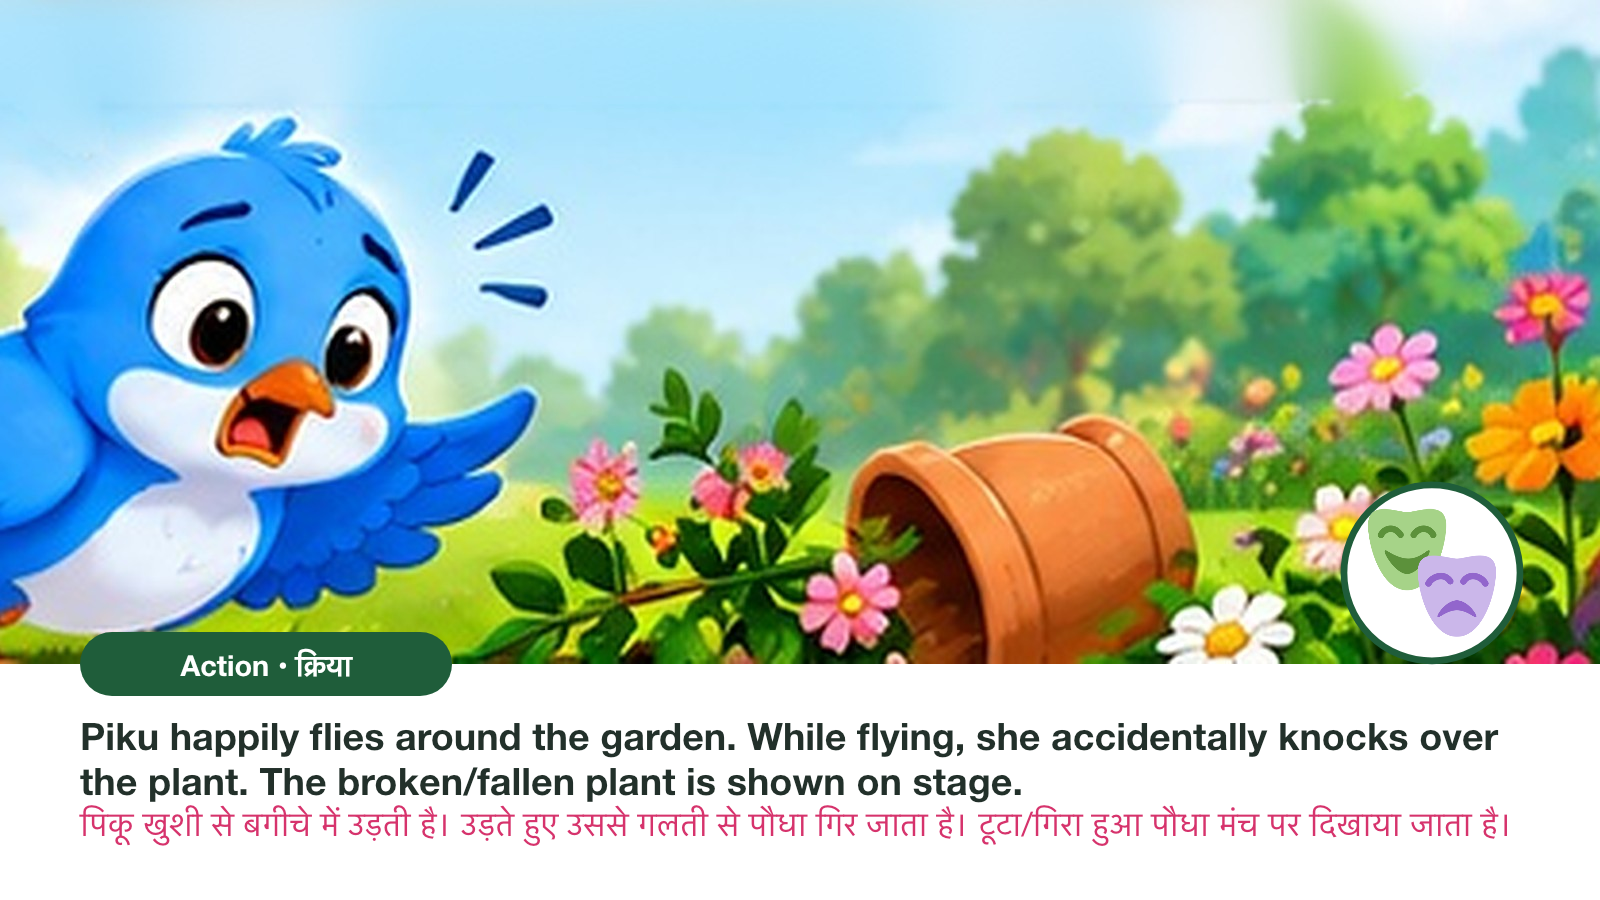 Action • क्रिया
Piku happily flies around the garden. While flying, she accidentally knocks over
the plant. The broken/fallen plant is shown on stage.
पिकू खुशी से बगीचे में उड़ती है। उड़ते हुए उससे गलती से पौधा गिर जाता है। टूटा/गिरा हुआ पौधा मंच पर दिखाया जाता है।